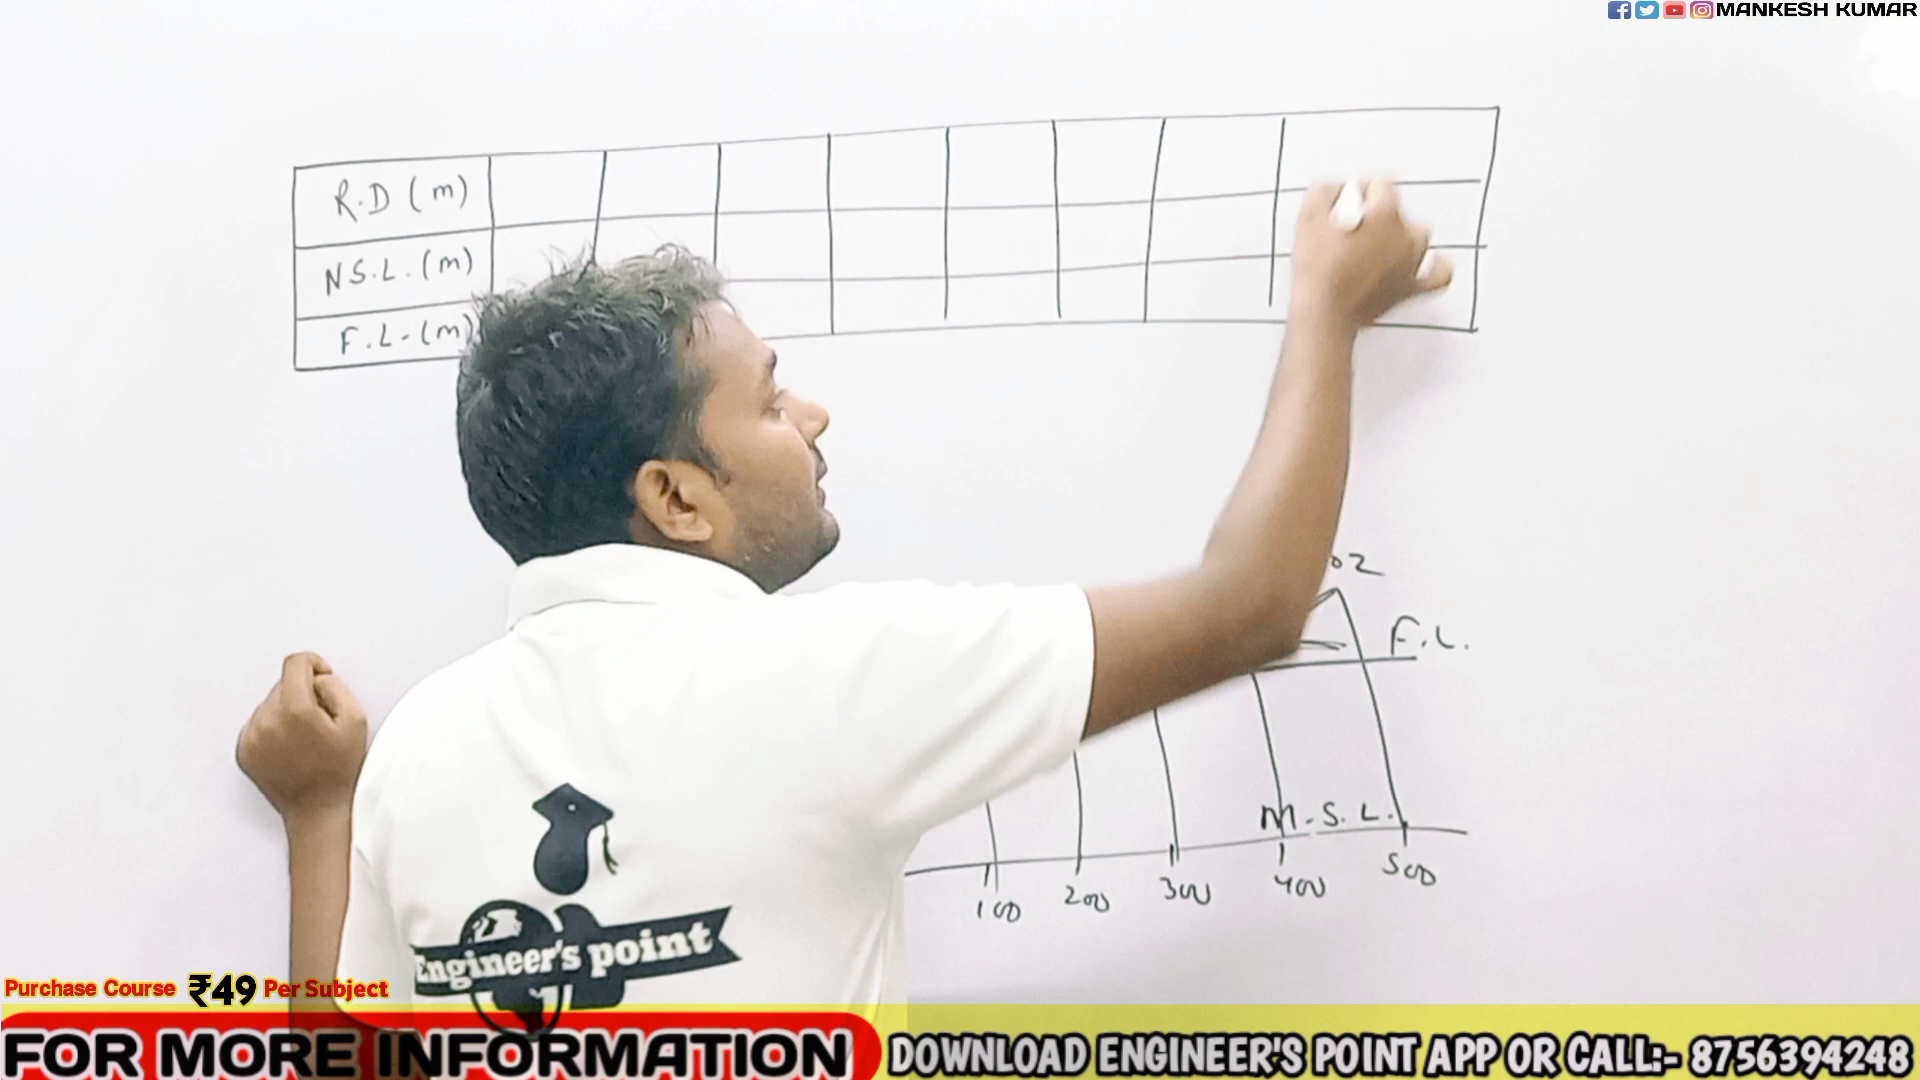 MANKESH KUMAR
R.D (m)
N.S.L. (m)
F.L. (m)
02
F.L.
M.S.L.
100 200 300 400 500
Engineer's point
Purchase Course ₹49 Per Subject
FOR MORE INFORMATION DOWNLOAD ENGINEER'S POINT APP OR CALL:- 8756394248